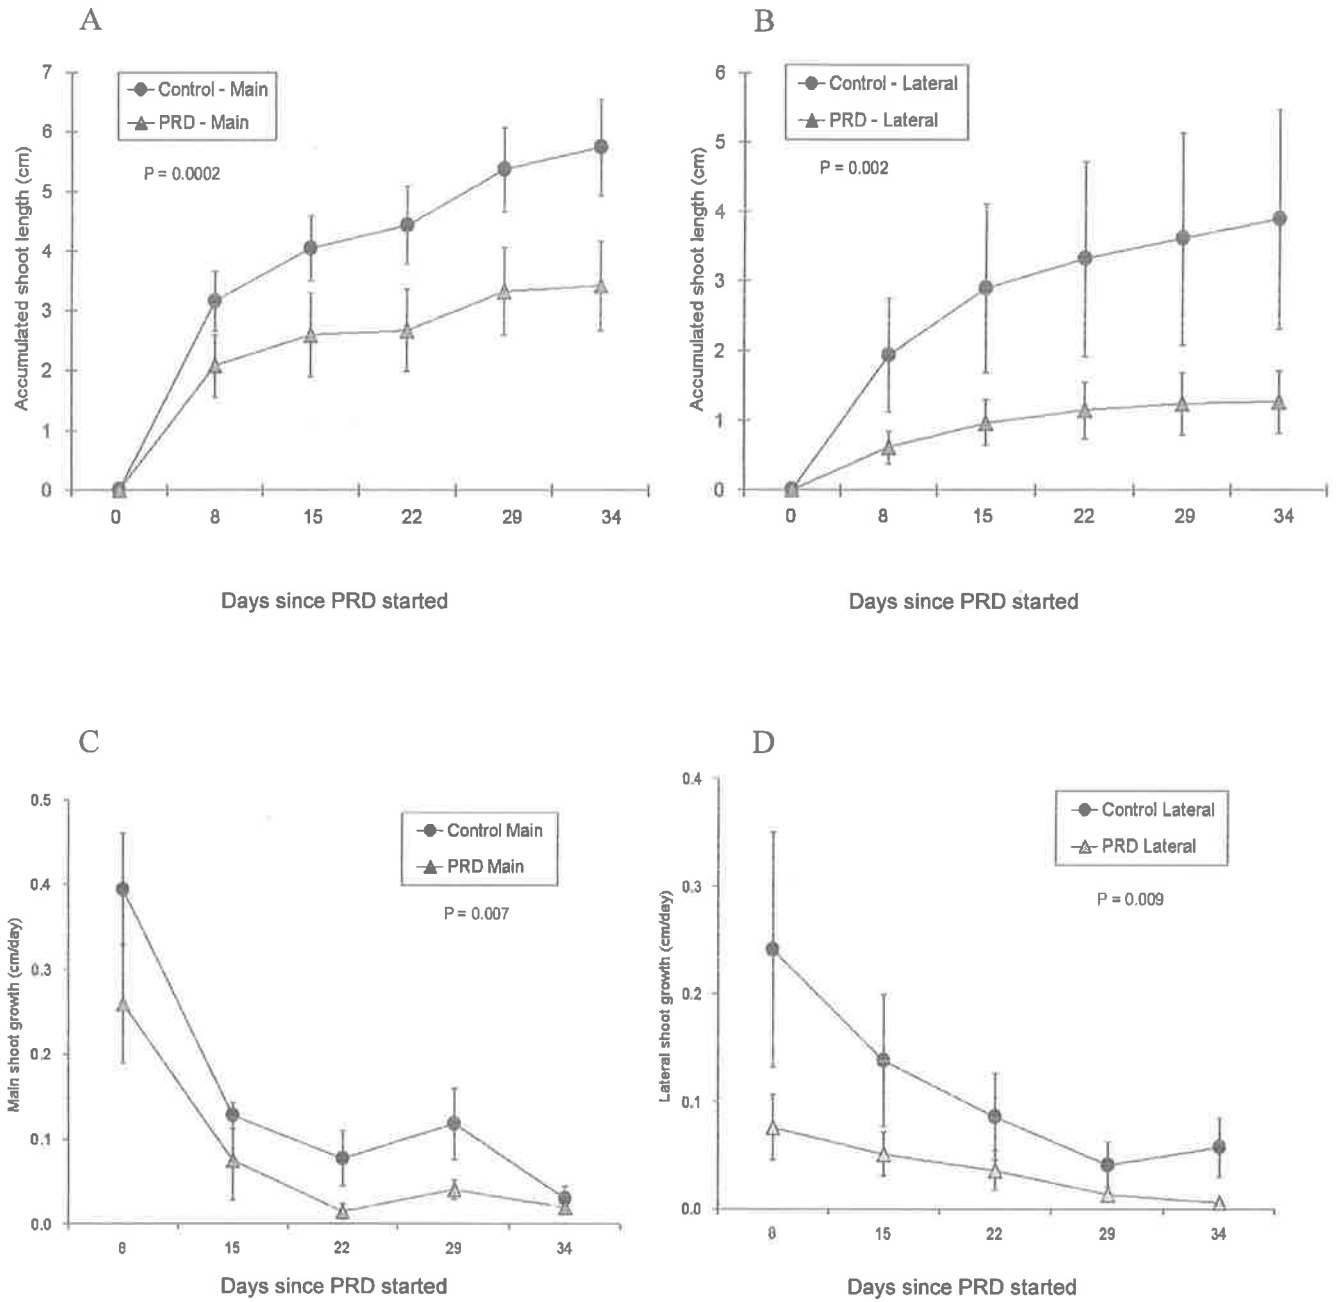 A
7
6
5
4
3
2
1
0
Accumulated shoot length (cm)
Control - Main
PRD - Main
P = 0.0002
0 8 15 22 29 34
Days since PRD started
B
6
5
4
3
2
1
0
Accumulated shoot length (cm)
Control - Lateral
PRD - Lateral
P = 0.002
0 8 15 22 29 34
Days since PRD started
C
0.5
0.4
0.3
0.2
0.1
0.0
Main shoot growth (cm/day)
Control Main
PRD Main
P = 0.007
8 15 22 29 34
Days since PRD started
D
0.4
0.3
0.2
0.1
0.0
Lateral shoot growth (cm/day)
Control Lateral
PRD Lateral
P = 0.009
8 15 22 29 34
Days since PRD started